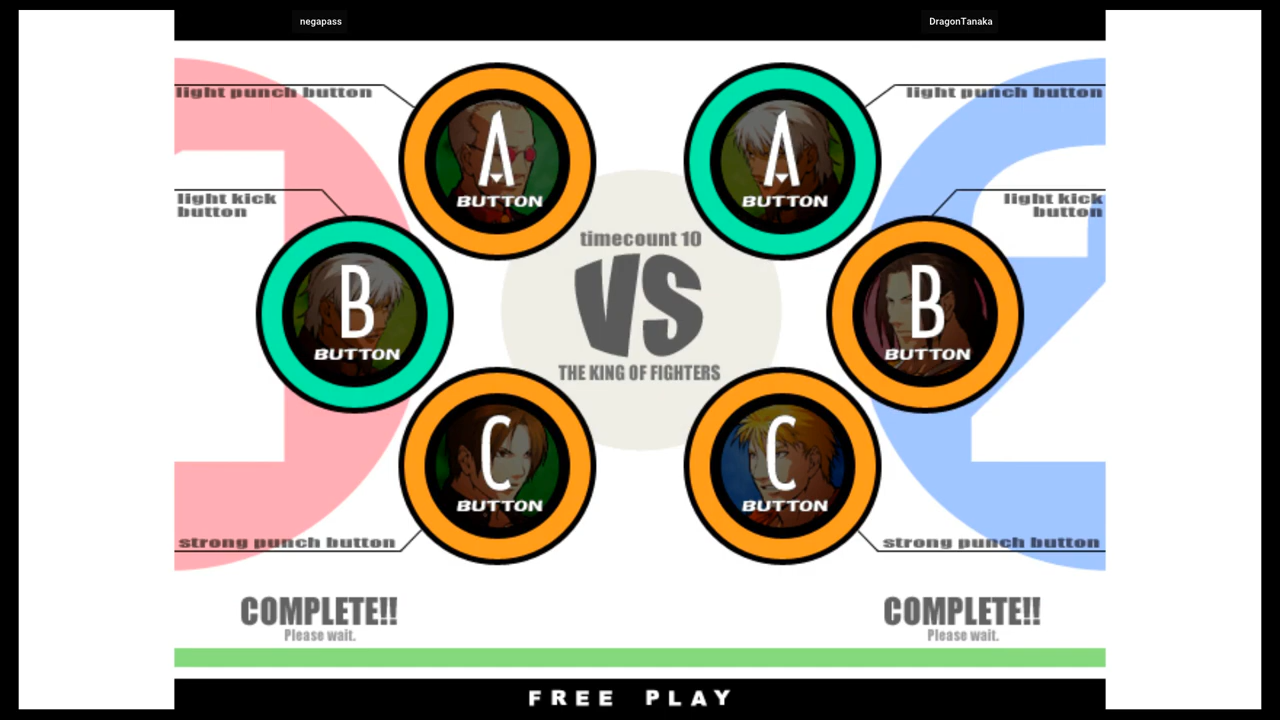 negapass
DragonTanaka
light punch button
light punch button
A
BUTTON
A
BUTTON
light kick
button
light kick
button
timecount 10
VS
THE KING OF FIGHTERS
B
BUTTON
B
BUTTON
C
BUTTON
C
BUTTON
strong punch button
strong punch button
COMPLETE!!
Please wait.
COMPLETE!!
Please wait.
FREE PLAY
1
2